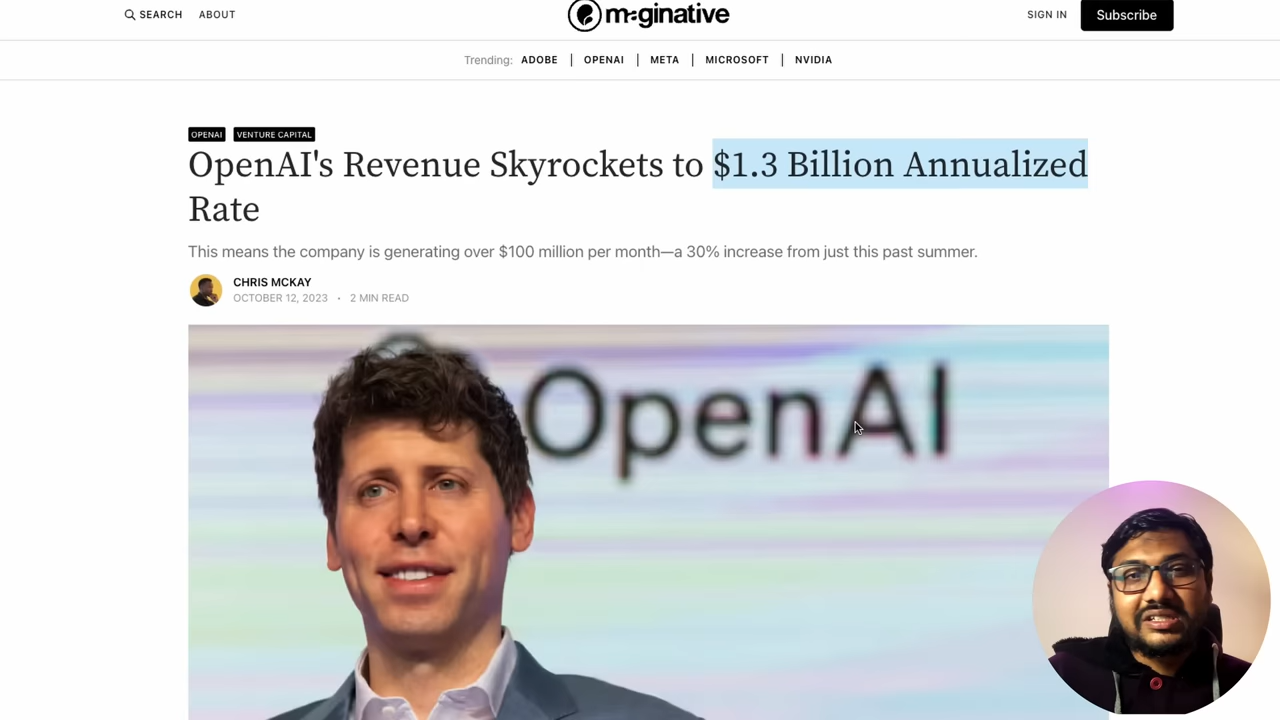 SEARCH
ABOUT
maginative
SIGN IN
Subscribe
Trending: ADOBE | OPENAI | META | MICROSOFT | NVIDIA
OPENAI
VENTURE CAPITAL
OpenAI's Revenue Skyrockets to $1.3 Billion Annualized
Rate
This means the company is generating over $100 million per month—a 30% increase from just this past summer.
CHRIS MCKAY
OCTOBER 12, 2023 • 2 MIN READ
OpenAI